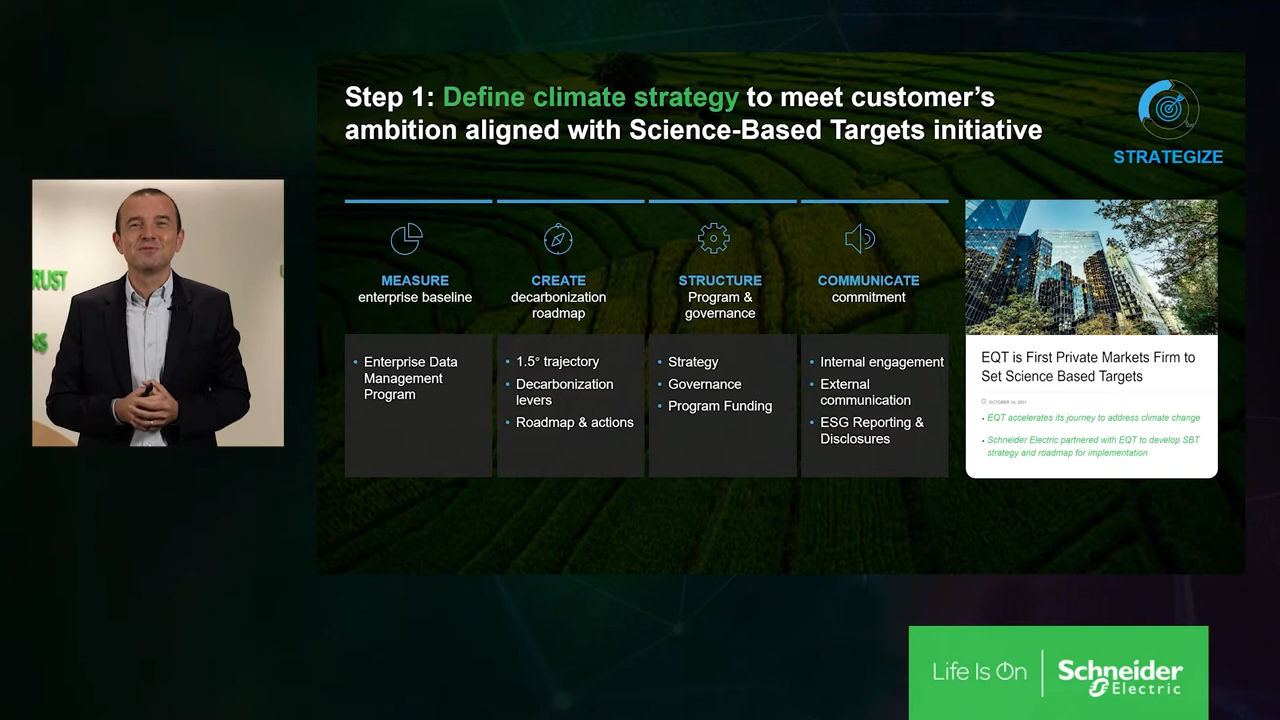 Step 1: Define climate strategy to meet customer's
ambition aligned with Science-Based Targets initiative
STRATEGIZE
MEASURE
enterprise baseline
CREATE
decarbonization
roadmap
STRUCTURE
Program &
governance
COMMUNICATE
commitment
• Enterprise Data
Management
Program
• 1.5° trajectory
• Decarbonization
levers
• Roadmap & actions
• Strategy
• Governance
• Program Funding
• Internal engagement
• External
communication
• ESG Reporting &
Disclosures
EQT is First Private Markets Firm to
Set Science Based Targets
OCTOBER 14, 2021
• EQT accelerates its journey to address climate change
• Schneider Electric partnered with EQT to develop SBT
strategy and roadmap for implementation
RUST
Life Is On
Schneider
Electric